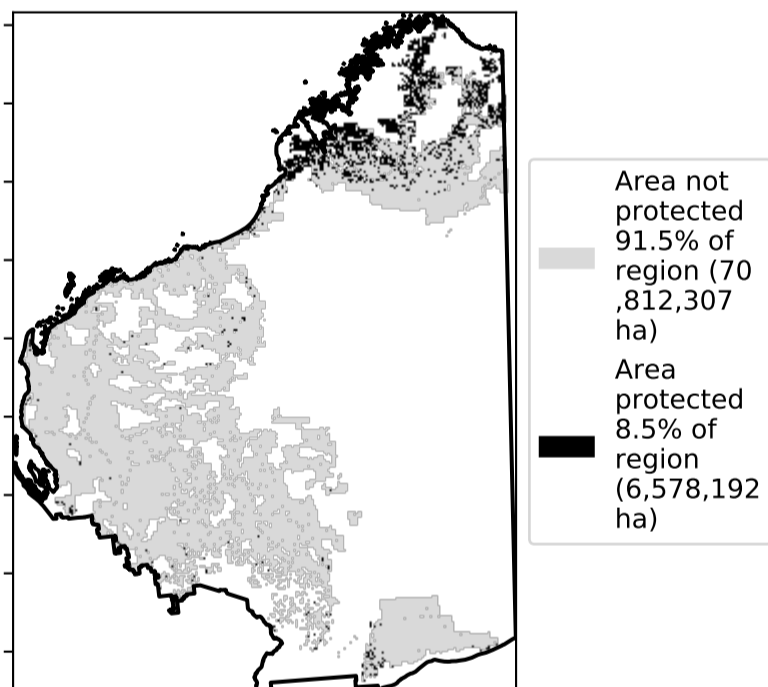 Area not
protected
91.5% of
region (70
,812,307
ha)
Area
protected
8.5% of
region
(6,578,192
ha)